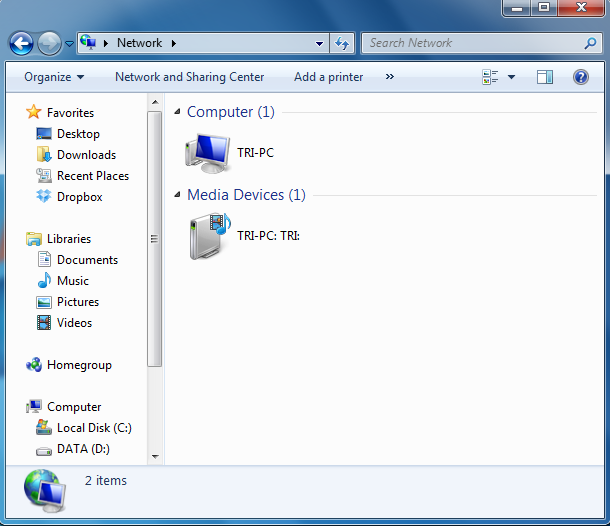 Network
Search Network
Organize
Network and Sharing Center
Add a printer
»
?
Favorites
Desktop
Downloads
Recent Places
Dropbox
Libraries
Documents
Music
Pictures
Videos
Homegroup
Computer
Local Disk (C:)
DATA (D:)
Computer (1)
TRI-PC
Media Devices (1)
TRI-PC: TRI:
2 items